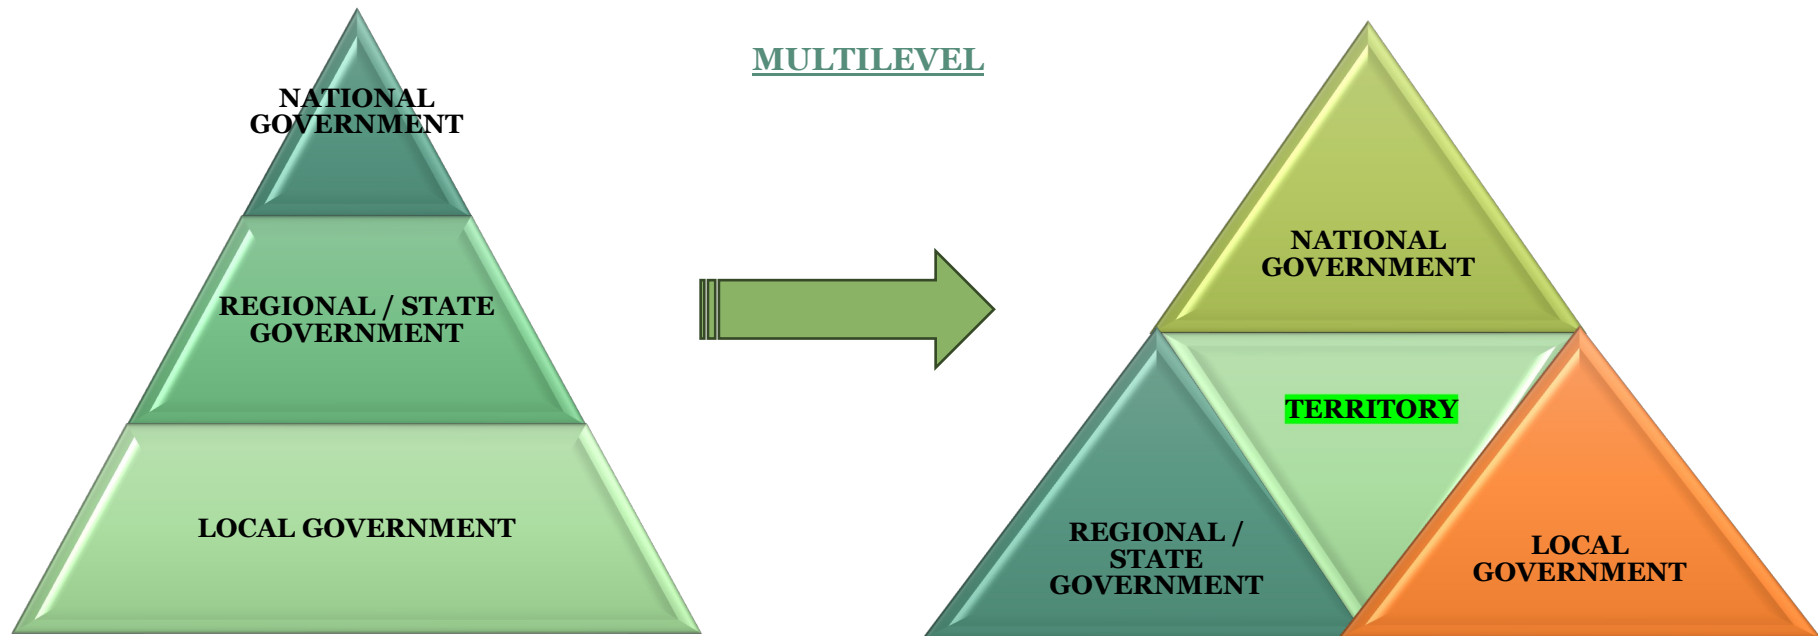 MULTILEVEL
NATIONAL
GOVERNMENT
REGIONAL / STATE
GOVERNMENT
LOCAL GOVERNMENT
NATIONAL
GOVERNMENT
TERRITORY
REGIONAL /
STATE
GOVERNMENT
LOCAL
GOVERNMENT